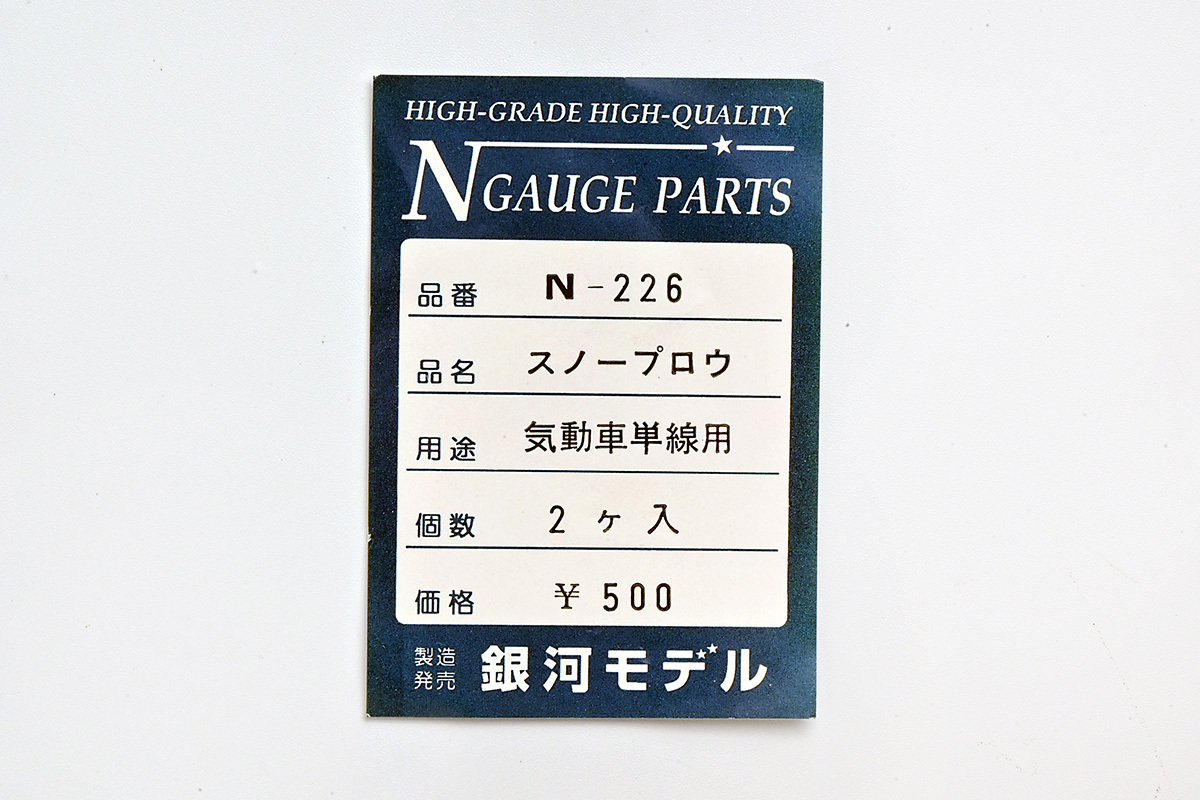 HIGH-GRADE HIGH-QUALITY
N GAUGE PARTS
品番 N-226
品名 スノープロウ
用途 気動車単線用
個数 2ヶ入
価格 ¥500
製造
発売 銀河モデル